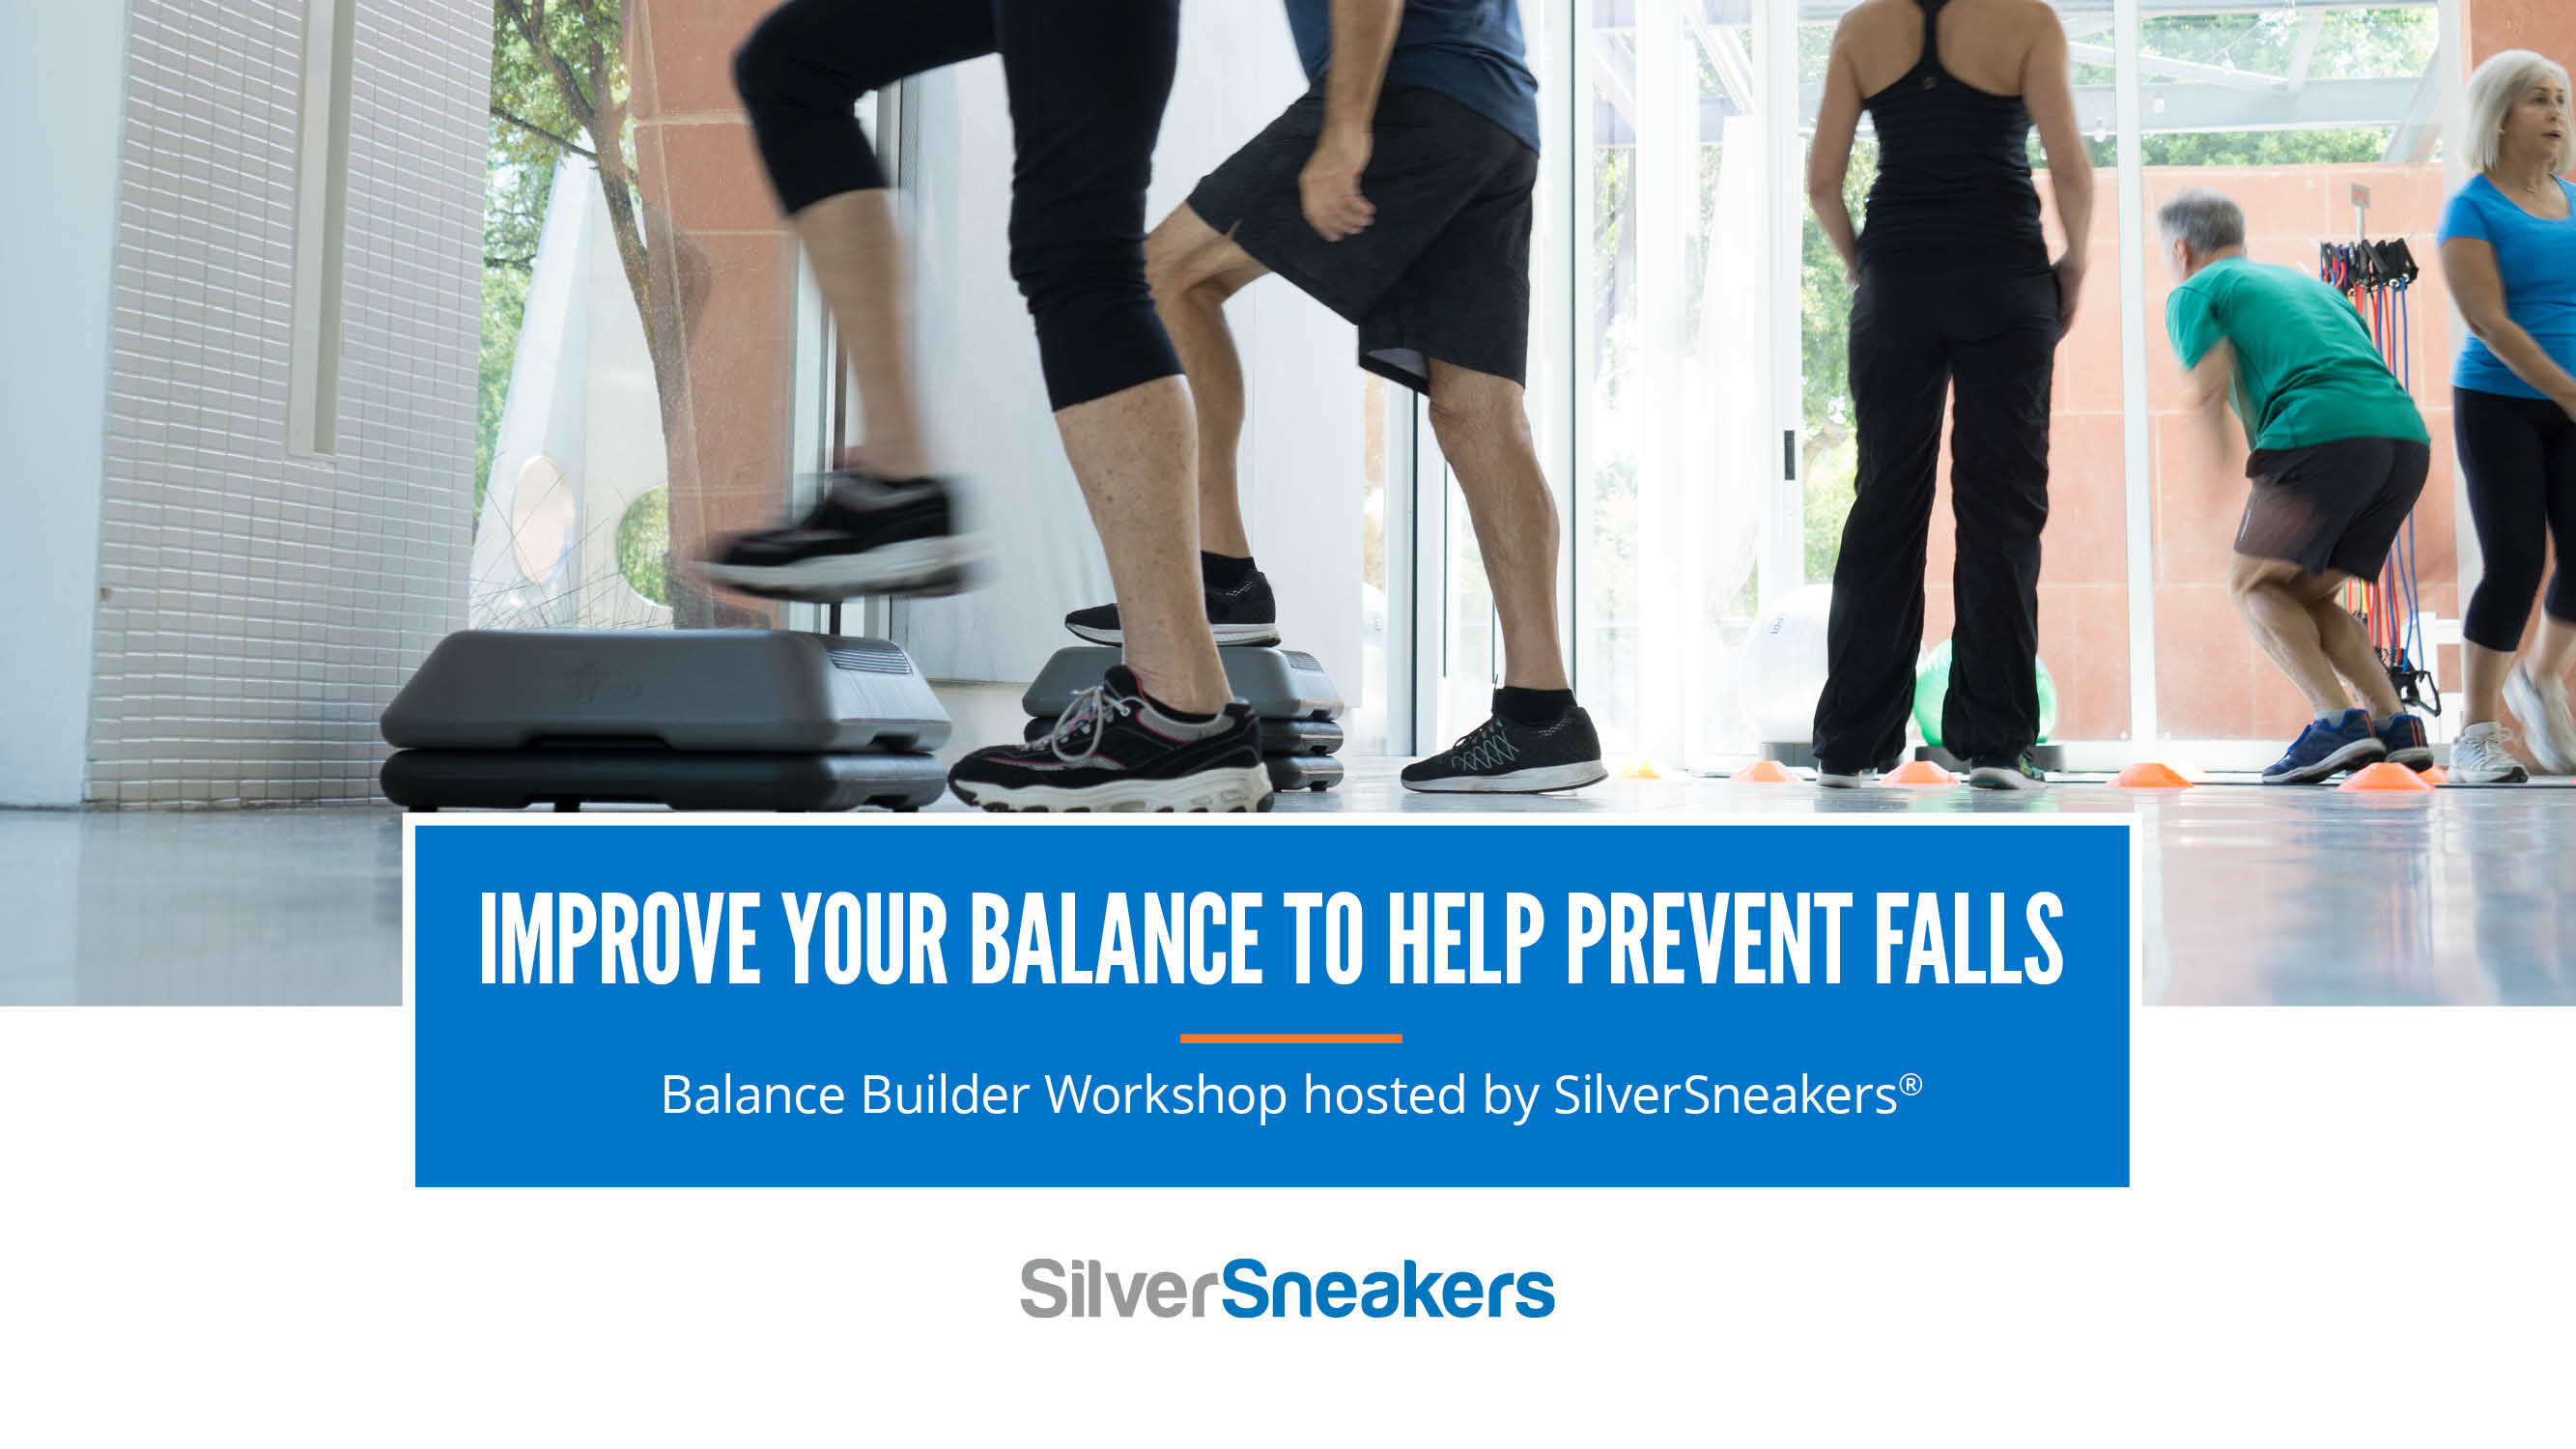 IMPROVE YOUR BALANCE TO HELP PREVENT FALLS
Balance Builder Workshop hosted by SilverSneakers®
SilverSneakers